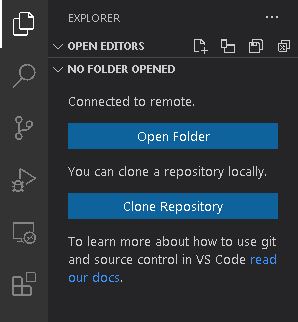 EXPLORER
OPEN EDITORS
NO FOLDER OPENED
Connected to remote.
Open Folder
You can clone a repository locally.
Clone Repository
To learn more about how to use git
and source control in VS Code read
our docs.